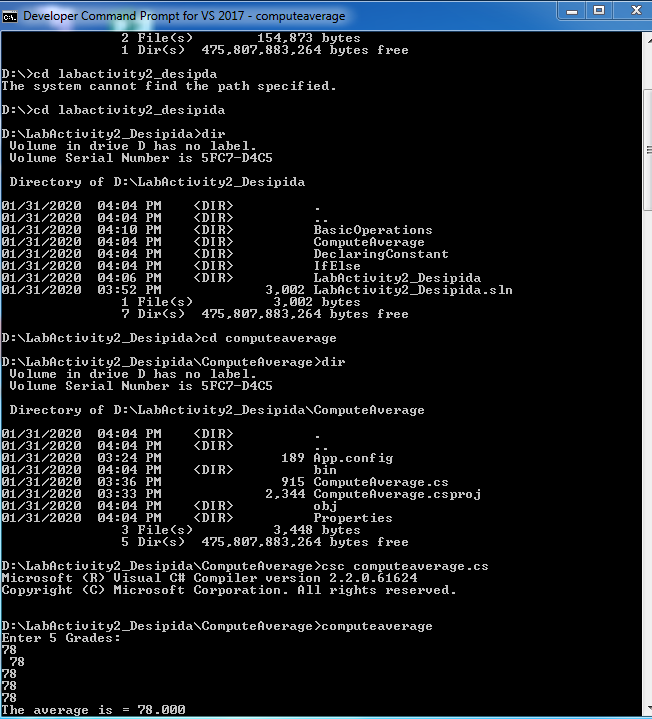 Developer Command Prompt for VS 2017 - computeaverage
2 File(s) 154,873 bytes
1 Dir(s) 475,807,883,264 bytes free
D:\>cd labactivity2_desipda
The system cannot find the path specified.
D:\>cd labactivity2_desipida
D:\LabActivity2_Desipida>dir
Volume in drive D has no label.
Volume Serial Number is 5FC7-D4C5
Directory of D:\LabActivity2_Desipida
01/31/2020 04:04 PM <DIR> .
01/31/2020 04:04 PM <DIR> ..
01/31/2020 04:10 PM <DIR> BasicOperations
01/31/2020 04:04 PM <DIR> ComputeAverage
01/31/2020 04:04 PM <DIR> DeclaringConstant
01/31/2020 04:04 PM <DIR> IfElse
01/31/2020 04:06 PM <DIR> LabActivity2_Desipida
01/31/2020 03:52 PM 3,002 LabActivity2_Desipida.sln
1 File(s) 3,002 bytes
7 Dir(s) 475,807,883,264 bytes free
D:\LabActivity2_Desipida>cd computeaverage
D:\LabActivity2_Desipida\ComputeAverage>dir
Volume in drive D has no label.
Volume Serial Number is 5FC7-D4C5
Directory of D:\LabActivity2_Desipida\ComputeAverage
01/31/2020 04:04 PM <DIR> .
01/31/2020 04:04 PM <DIR> ..
01/31/2020 03:24 PM 189 App.config
01/31/2020 04:04 PM <DIR> bin
01/31/2020 03:36 PM 915 ComputeAverage.cs
01/31/2020 03:33 PM 2,344 ComputeAverage.csproj
01/31/2020 04:04 PM <DIR> obj
01/31/2020 04:04 PM <DIR> Properties
3 File(s) 3,448 bytes
5 Dir(s) 475,807,883,264 bytes free
D:\LabActivity2_Desipida\ComputeAverage>csc computeaverage.cs
Microsoft (R) Visual C# Compiler version 2.2.0.61624
Copyright (C) Microsoft Corporation. All rights reserved.
D:\LabActivity2_Desipida\ComputeAverage>computeaverage
Enter 5 Grades:
78
78
78
78
78
The average is = 78.000